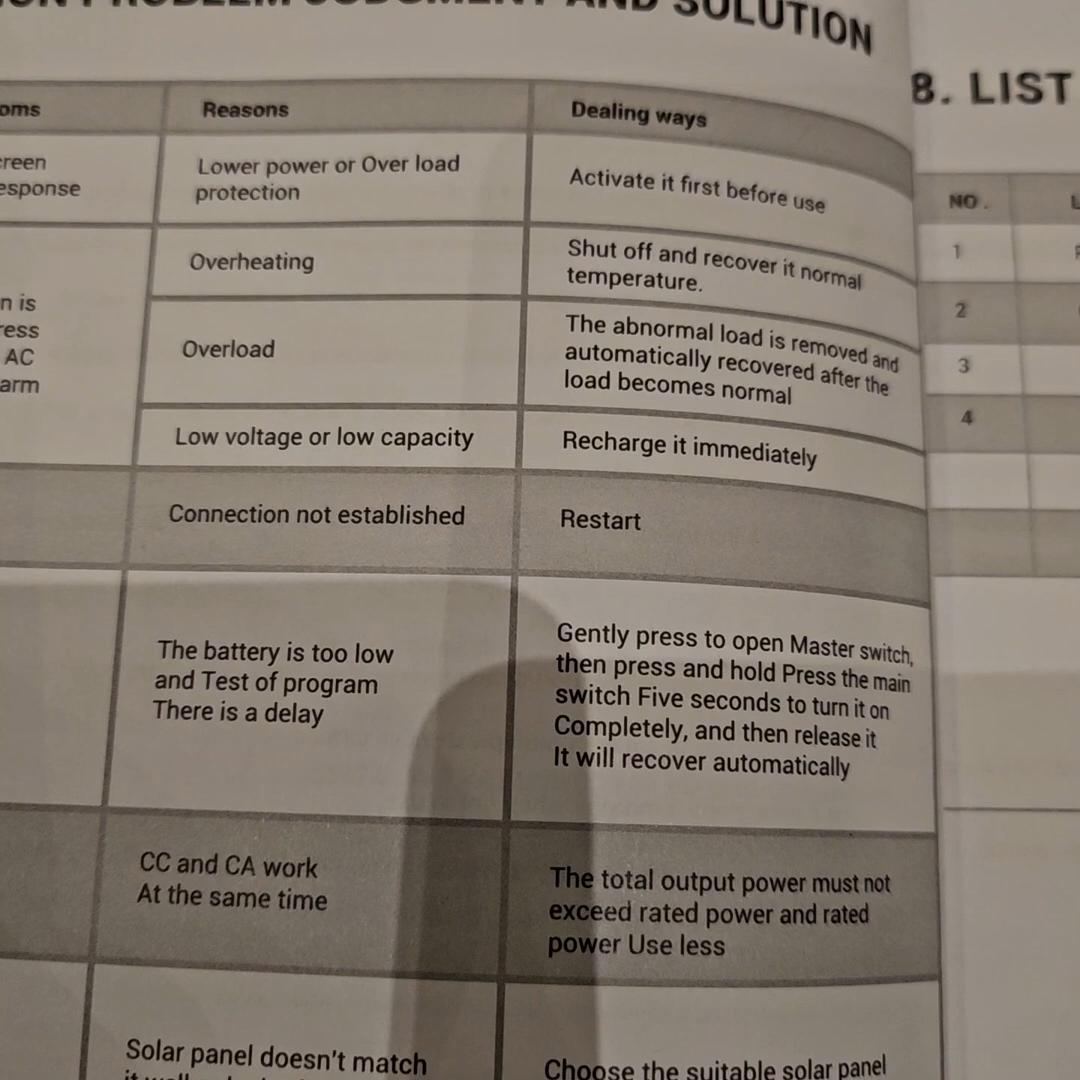 PROBLEM JUDGMENT AND SOLUTION
8. LIST
Reasons
Dealing ways
NO.
Lower power or Over load
protection
Activate it first before use
1
Overheating
Shut off and recover it normal
temperature.
2
n is
AC
Overload
The abnormal load is removed and
automatically recovered after the
load becomes normal
3
4
Low voltage or low capacity
Recharge it immediately
Connection not established
Restart
The battery is too low
and Test of program
There is a delay
Gently press to open Master switch,
then press and hold Press the main
switch Five seconds to turn it on
Completely, and then release it
It will recover automatically
CC and CA work
At the same time
The total output power must not
exceed rated power and rated
power Use less
Solar panel doesn't match
Choose the suitable solar panel